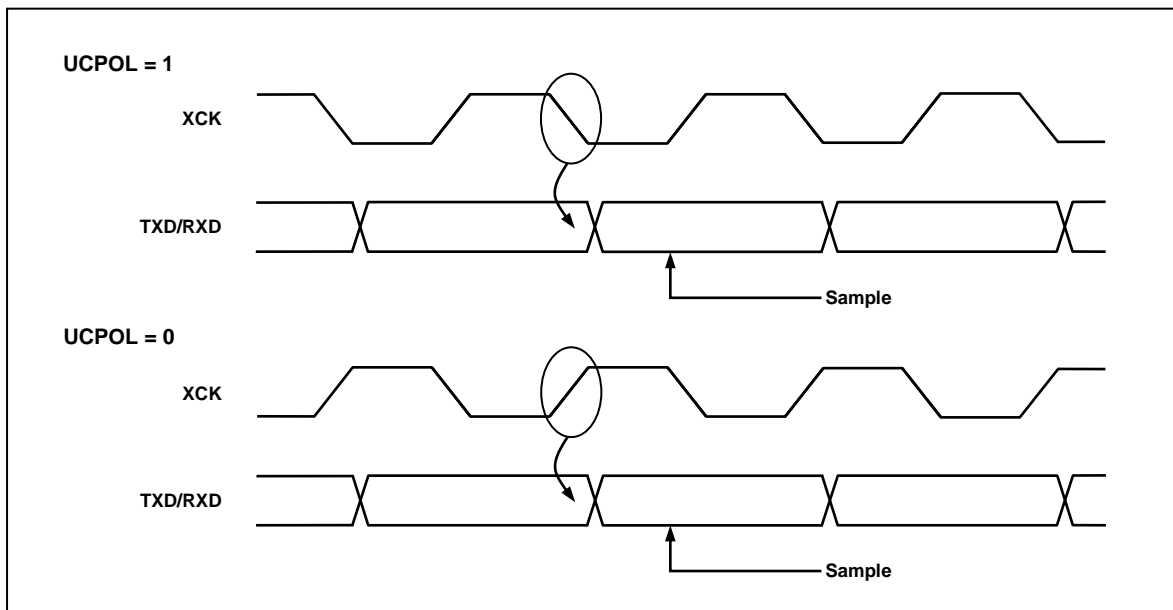 UCPOL = 1
XCK
TXD/RXD
Sample
UCPOL = 0
XCK
TXD/RXD
Sample